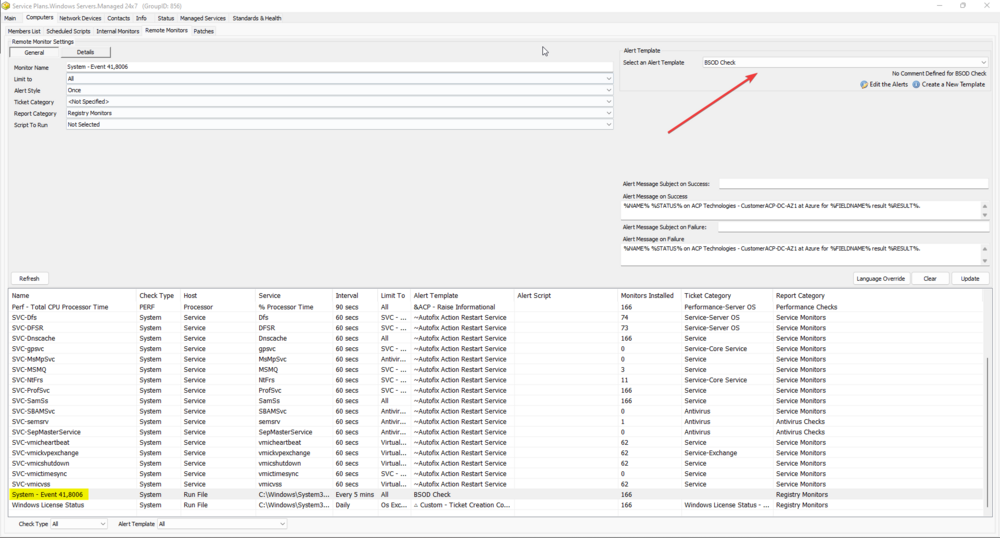 Service Plans.Windows Servers.Managed 24x7 (GroupID: 856)
Main Computers Network Devices Contacts Info Status Managed Services Standards & Health
Members List Scheduled Scripts Internal Monitors Remote Monitors Patches
Remote Monitor Settings
General Details
Monitor Name System - Event 41,8006
Limit to All
Alert Style Once
Ticket Category <Not Specified>
Report Category Registry Monitors
Script To Run Not Selected
Alert Template
Select an Alert Template BSOD Check
No Comment Defined for BSOD Check
Edit the Alerts Create a New Template
Alert Message Subject on Success:
Alert Message on Success
%NAME% %STATUS% on ACP Technologies - CustomerACP-DC-AZ1 at Azure for %FIELDNAME% result %RESULT%.
Alert Message Subject on Failure:
Alert Message on Failure
%NAME% %STATUS% on ACP Technologies - CustomerACP-DC-AZ1 at Azure for %FIELDNAME% result %RESULT%.
Refresh Language Override Clear Update
Name Check Type Host Service Interval Limit To Alert Template Alert Script Monitors Installed Ticket Category Report Category
Perf - Total CPU Processor Time PERF Processor % Processor Time 90 secs All &ACP - Raise Informational 166 Performance-Server OS Performance Checks
SVC-Dfs System Service Dfs 60 secs SVC - ... ~Autofix Action Restart Service 74 Service-Server OS Service Monitors
SVC-DFSR System Service DFSR 60 secs SVC - ... ~Autofix Action Restart Service 73 Service-Server OS Service Monitors
SVC-Dnscache System Service Dnscache 60 secs All ~Autofix Action Restart Service 166 Service Service Monitors
SVC-gpsvc System Service gpsvc 60 secs SVC - ... ~Autofix Action Restart Service 0 Service-Core Service Service Monitors
SVC-MsMpSvc System Service MsMpSvc 60 secs Antivir... ~Autofix Action Restart Service 0 Antivirus Service Monitors
SVC-MSMQ System Service MSMQ 60 secs SVC - ... ~Autofix Action Restart Service 3 Service Service Monitors
SVC-NtFrs System Service NtFrs 60 secs SVC - ... ~Autofix Action Restart Service 11 Service-Core Service Service Monitors
SVC-ProfSvc System Service ProfSvc 60 secs SVC - ... ~Autofix Action Restart Service 166 Service Service Monitors
SVC-SamSs System Service SamSs 60 secs All ~Autofix Action Restart Service 166 Service Service Monitors
SVC-SBAMSvc System Service SBAMSvc 60 secs Antivir... ~Autofix Action Restart Service 0 Antivirus Service Monitors
SVC-semsrv System Service semsrv 60 secs Antivir... ~Autofix Action Restart Service 1 Antivirus Antivirus Checks
SVC-SepMasterService System Service SepMasterService 60 secs Antivir... ~Autofix Action Restart Service 0 Antivirus Antivirus Checks
SVC-vmicheartbeat System Service vmicheartbeat 60 secs Virtual... ~Autofix Action Restart Service 62 Service Service Monitors
SVC-vmickvpexchange System Service vmickvpexchange 60 secs Virtual... ~Autofix Action Restart Service 62 Service-Exchange Service Monitors
SVC-vmicshutdown System Service vmicshutdown 60 secs Virtual... ~Autofix Action Restart Service 62 Service Service Monitors
SVC-vmictimesync System Service vmictimesync 60 secs SVC - ... ~Autofix Action Restart Service 0 Service Service Monitors
SVC-vmicvss System Service vmicvss 60 secs Virtual... ~Autofix Action Restart Service 62 Service Service Monitors
System - Event 41,8006 System Run File C:\Windows\System3... Every 5 mins All BSOD Check 166 Registry Monitors
Windows License Status System Run File C:\Windows\System3... Daily Os Exc... Custom - Ticket Creation Co... 166 Windows License Status - ... Registry Monitors
Check Type All Alert Template All